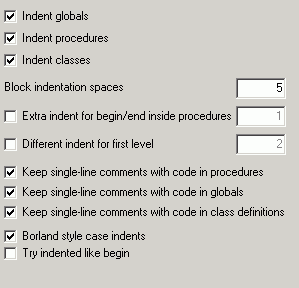 Indent globals
Indent procedures
Indent classes
Block indentation spaces 5
Extra indent for begin/end inside procedures 1
Different indent for first level 2
Keep single-line comments with code in procedures
Keep single-line comments with code in globals
Keep single-line comments with code in class definitions
Borland style case indents
Try indented like begin